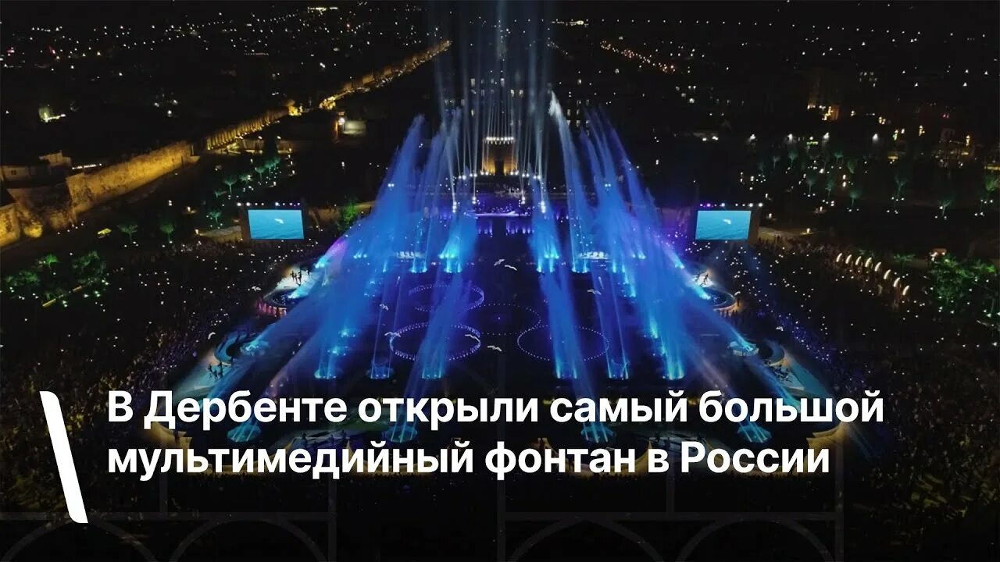 В Дербенте открыли самый большой
мультимедийный фонтан в России